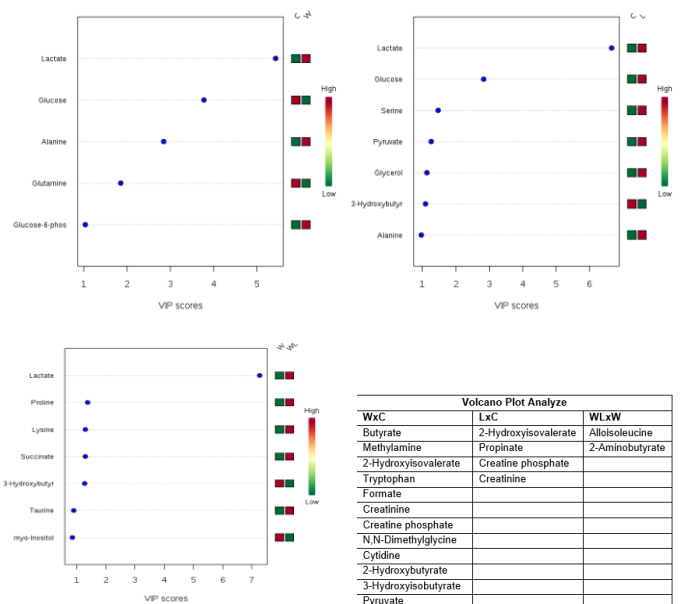 C W
Lactate
Glucose
Alanine
Glutamine
Glucose-6-phos
High
Low
1 2 3 4 5
VIP scores
C L
Lactate
Glucose
Serine
Pyruvate
Glycerol
3-Hydroxybutyr
Alanine
High
Low
1 2 3 4 5 6
VIP scores
W WL
Lactate
Proline
Lysine
Succinate
3-Hydroxybutyr
Taurine
myo-Inositol
High
Low
1 2 3 4 5 6 7
VIP scores
Volcano Plot Analyze
WxC LxC WLxW
Butyrate 2-Hydroxyisovalerate Alloisoleucine
Methylamine Propinate 2-Aminobutyrate
2-Hydroxyisovalerate Creatine phosphate
Tryptophan Creatinine
Formate
Creatinine
Creatine phosphate
N,N-Dimethylglycine
Cytidine
2-Hydroxybutyrate
3-Hydroxyisobutyrate
Pyruvate